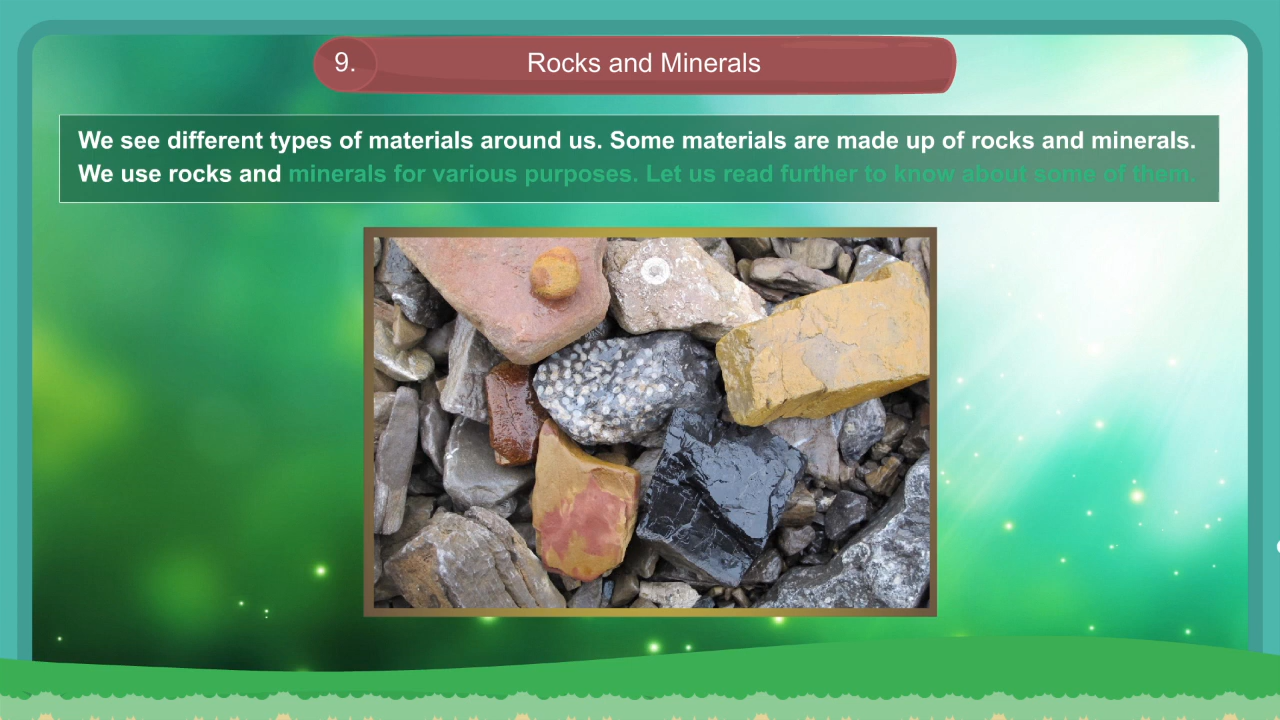 9. Rocks and Minerals
We see different types of materials around us. Some materials are made up of rocks and minerals.
We use rocks and minerals for various purposes. Let us read further to know about some of them.